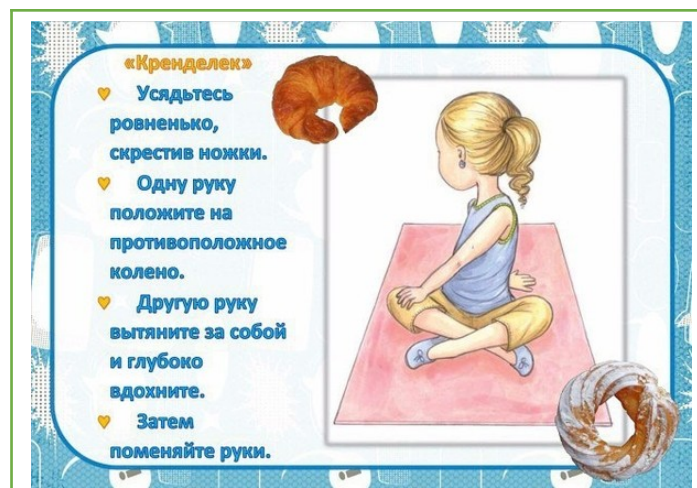 «Кренделек»
Усядьтесь
ровненько,
скрестив ножки.
Одну руку
положите на
противоположное
колено.
Другую руку
вытяните за собой
и глубоко
вдохните.
Затем
поменяйте руки.